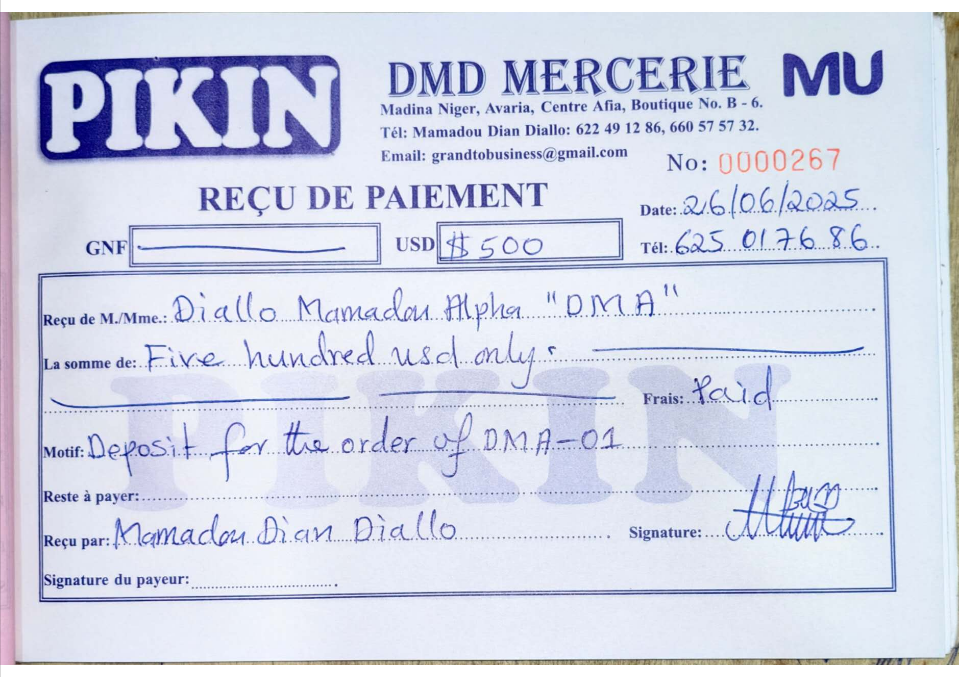 PIKIN
DMD MERCERIE MU
Madina Niger, Avaria, Centre Afia, Boutique No. B - 6.
Tél: Mamadou Dian Diallo: 622 49 12 86, 660 57 57 32.
Email: grandtobusiness@gmail.com
No: 0000267
REÇU DE PAIEMENT
Date: 26/06/2025
GNF USD $500 Tél: 625 01 76 86
Reçu de M./Mme.: Diallo Mamadou Alpha "DMA"
La somme de: Five hundred usd only.
Frais: Paid
Motif: Deposit for the order of DMA-01
Reste à payer:
Reçu par: Mamadou Dian Diallo Signature:
Signature du payeur:
PIKIN